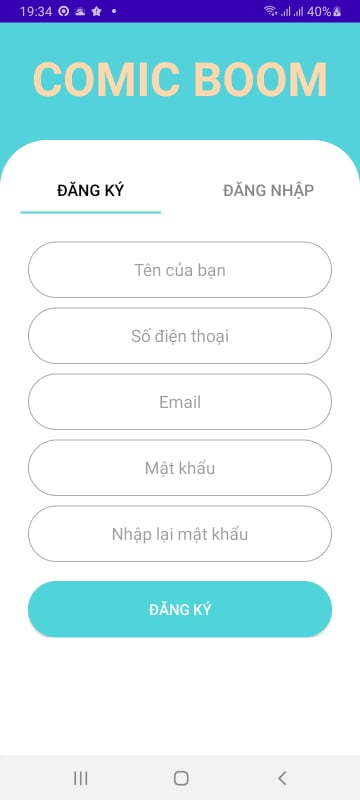 19:34
40%
COMIC BOOM
ĐĂNG KÝ
ĐĂNG NHẬP
Tên của bạn
Số điện thoại
Email
Mật khẩu
Nhập lại mật khẩu
ĐĂNG KÝ